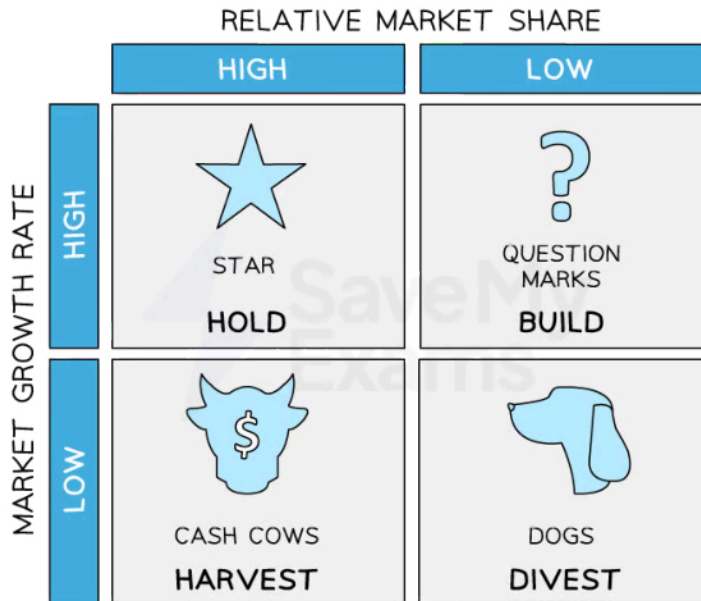 RELATIVE MARKET SHARE
HIGH
LOW
MARKET GROWTH RATE
HIGH
STAR
HOLD
?
QUESTION
MARKS
BUILD
SaveMy
Exams
LOW
$
CASH COWS
HARVEST
DOGS
DIVEST